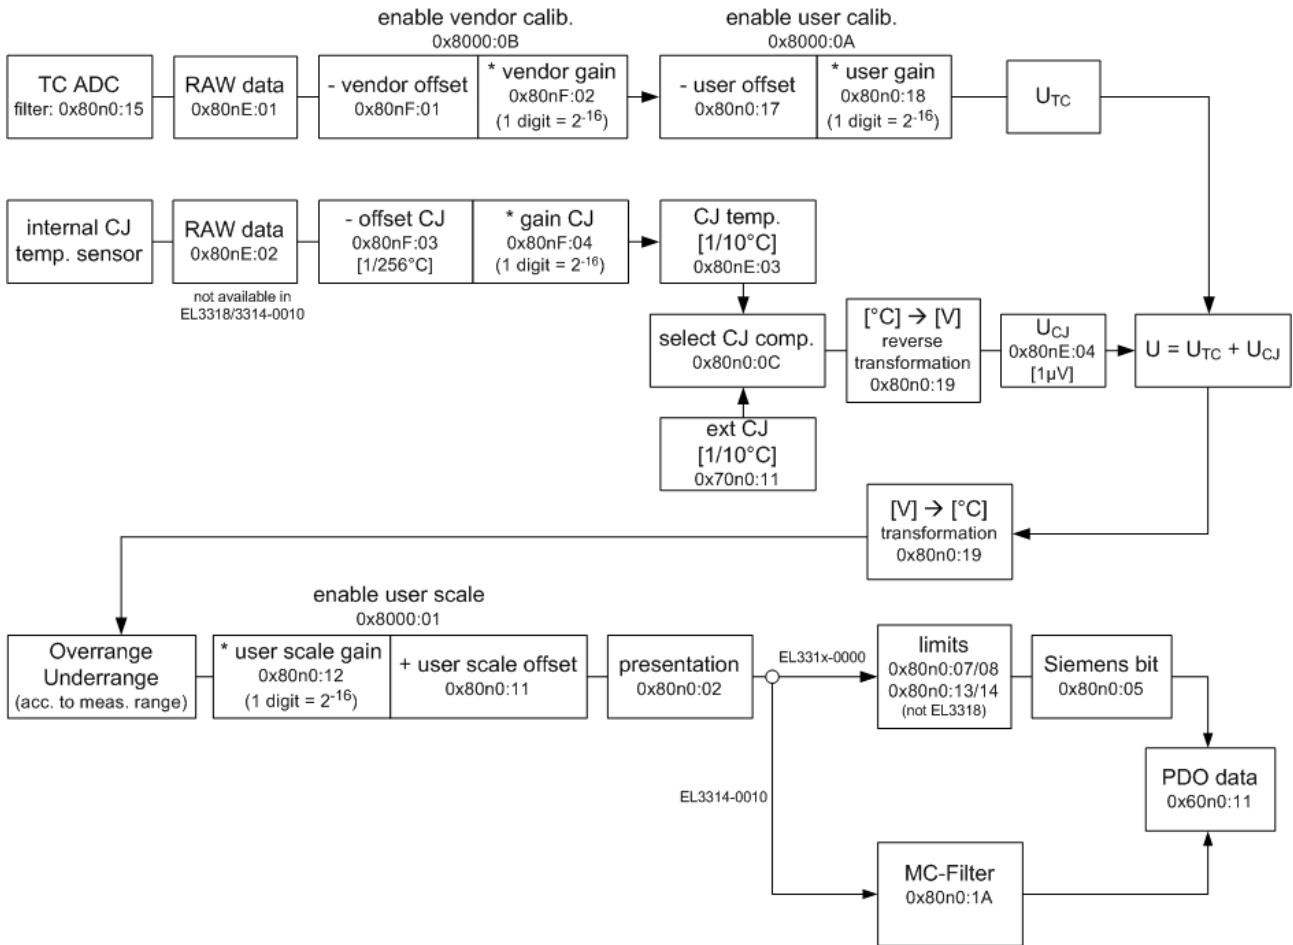 enable vendor calib.
0x8000:0B
enable user calib.
0x8000:0A
TC ADC
filter: 0x80n0:15
RAW data
0x80nE:01
- vendor offset
0x80nF:01
* vendor gain
0x80nF:02
(1 digit = 2⁻¹⁶)
- user offset
0x80n0:17
* user gain
0x80n0:18
(1 digit = 2⁻¹⁶)
U_TC
internal CJ
temp. sensor
RAW data
0x80nE:02
not available in
EL3318/3314-0010
- offset CJ
0x80nF:03
[1/256°C]
* gain CJ
0x80nF:04
(1 digit = 2⁻¹⁶)
CJ temp.
[1/10°C]
0x80nE:03
select CJ comp.
0x80n0:0C
[°C] → [V]
reverse
transformation
0x80n0:19
U_CJ
0x80nE:04
[1µV]
U = U_TC + U_CJ
ext CJ
[1/10°C]
0x70n0:11
[V] → [°C]
transformation
0x80n0:19
enable user scale
0x8000:01
Overrange
Underrange
(acc. to meas. range)
* user scale gain
0x80n0:12
(1 digit = 2⁻¹⁶)
+ user scale offset
0x80n0:11
presentation
0x80n0:02
EL331x-0000
limits
0x80n0:07/08
0x80n0:13/14
(not EL3318)
Siemens bit
0x80n0:05
PDO data
0x60n0:11
EL3314-0010
MC-Filter
0x80n0:1A